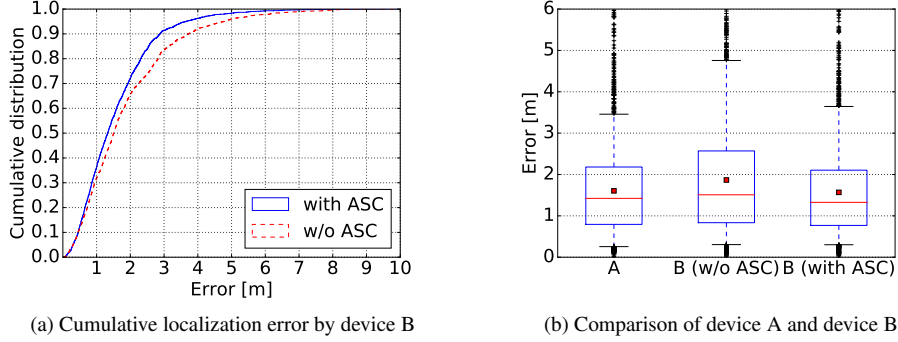 1.0
0.9
0.8
0.7
0.6
0.5
0.4
0.3
0.2
0.1
0.0
Cumulative distribution
1 2 3 4 5 6 7 8 9 10
Error [m]
with ASC
w/o ASC
(a) Cumulative localization error by device B
6
5
4
3
2
1
0
Error [m]
A B (w/o ASC) B (with ASC)
(b) Comparison of device A and device B